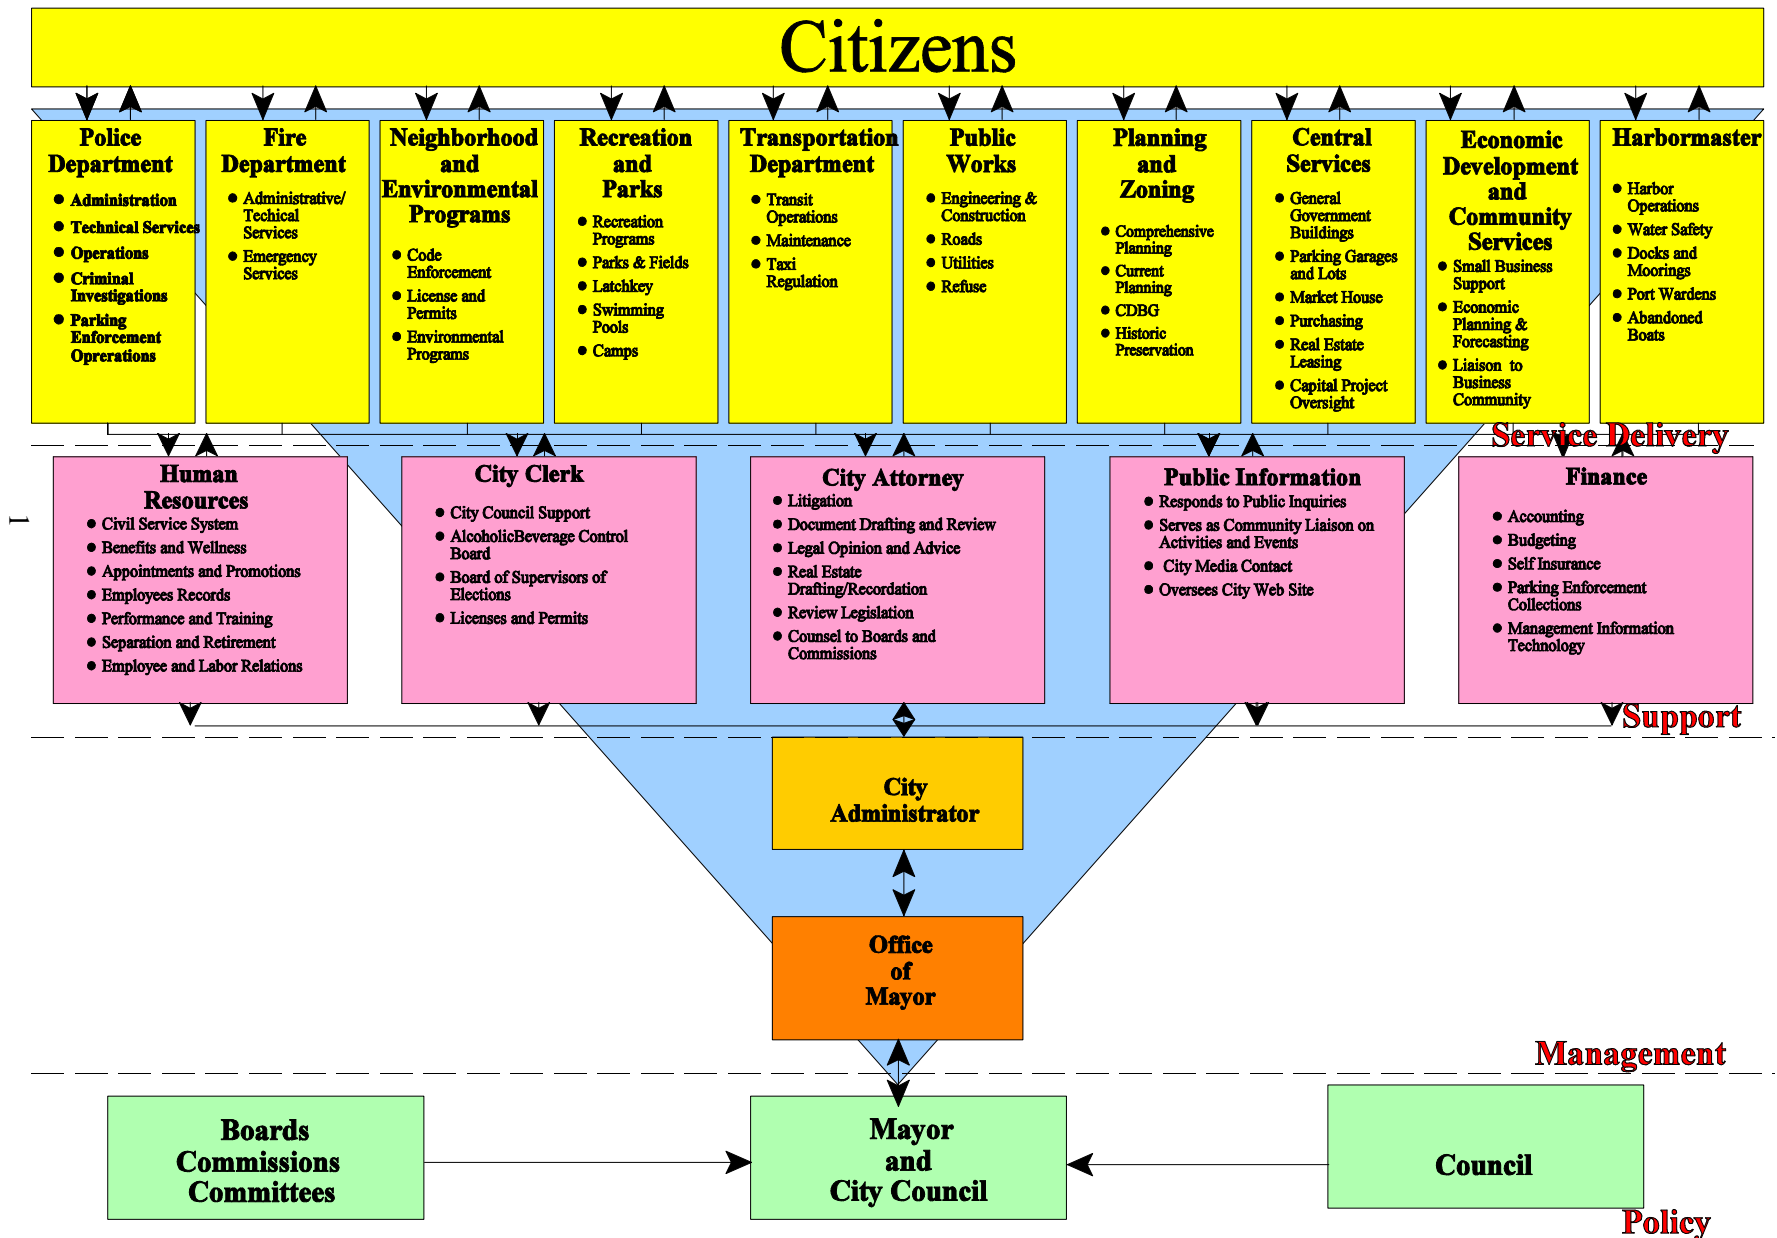 Citizens
Police
Department
● Administration
● Technical Services
● Operations
● Criminal
Investigations
● Parking
Enforcement
Oprerations
Fire
Department
● Administrative/
Techical
Services
● Emergency
Services
Neighborhood
and
Environmental
Programs
● Code
Enforcement
● License and
Permits
● Environmental
Programs
Recreation
and
Parks
● Recreation
Programs
● Parks & Fields
● Latchkey
● Swimming
Pools
● Camps
Transportation
Department
● Transit
Operations
● Maintenance
● Taxi
Regulation
Public
Works
● Engineering &
Construction
● Roads
● Utilities
● Refuse
Planning
and
Zoning
● Comprehensive
Planning
● Current
Planning
● CDBG
● Historic
Preservation
Central
Services
● General
Government
Buildings
● Parking Garages
and Lots
● Market House
● Purchasing
● Real Estate
Leasing
● Capital Project
Oversight
Economic
Development
and
Community
Services
● Small Business
Support
● Economic
Planning &
Forecasting
● Liaison to
Business
Community
Harbormaster
● Harbor
Operations
● Water Safety
● Docks and
Moorings
● Port Wardens
● Abandoned
Boats
Service Delivery
Human
Resources
● Civil Service System
● Benefits and Wellness
● Appointments and Promotions
● Employees Records
● Performance and Training
● Separation and Retirement
● Employee and Labor Relations
City Clerk
● City Council Support
● AlcoholicBeverage Control
Board
● Board of Supervisors of
Elections
● Licenses and Permits
City Attorney
● Litigation
● Document Drafting and Review
● Legal Opinion and Advice
● Real Estate
Drafting/Recordation
● Review Legislation
● Counsel to Boards and
Commissions
Public Information
● Responds to Public Inquiries
● Serves as Community Liaison on
Activities and Events
● City Media Contact
● Oversees City Web Site
Finance
● Accounting
● Budgeting
● Self Insurance
● Parking Enforcement
Collections
● Management Information
Technology
1
Support
City
Administrator
Office
of
Mayor
Management
Boards
Commissions
Committees
Mayor
and
City Council
Council
Policy